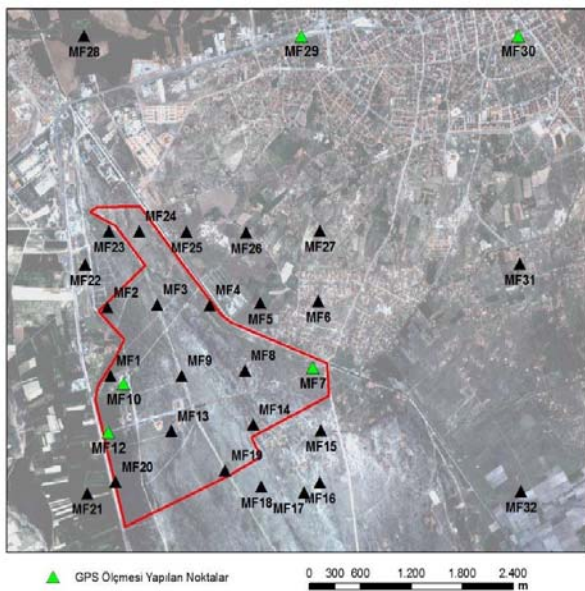 MF28
MF29
MF30
MF24
MF23
MF25
MF26
MF27
MF22
MF31
MF2
MF3
MF4
MF5
MF6
MF1
MF9
MF8
MF7
MF10
MF12
MF13
MF14
MF15
MF20
MF19
MF21
MF18
MF17
MF16
MF32
GPS Ölçmesi Yapılan Noktalar
0 300 600 1.200 1.800 2.400
m